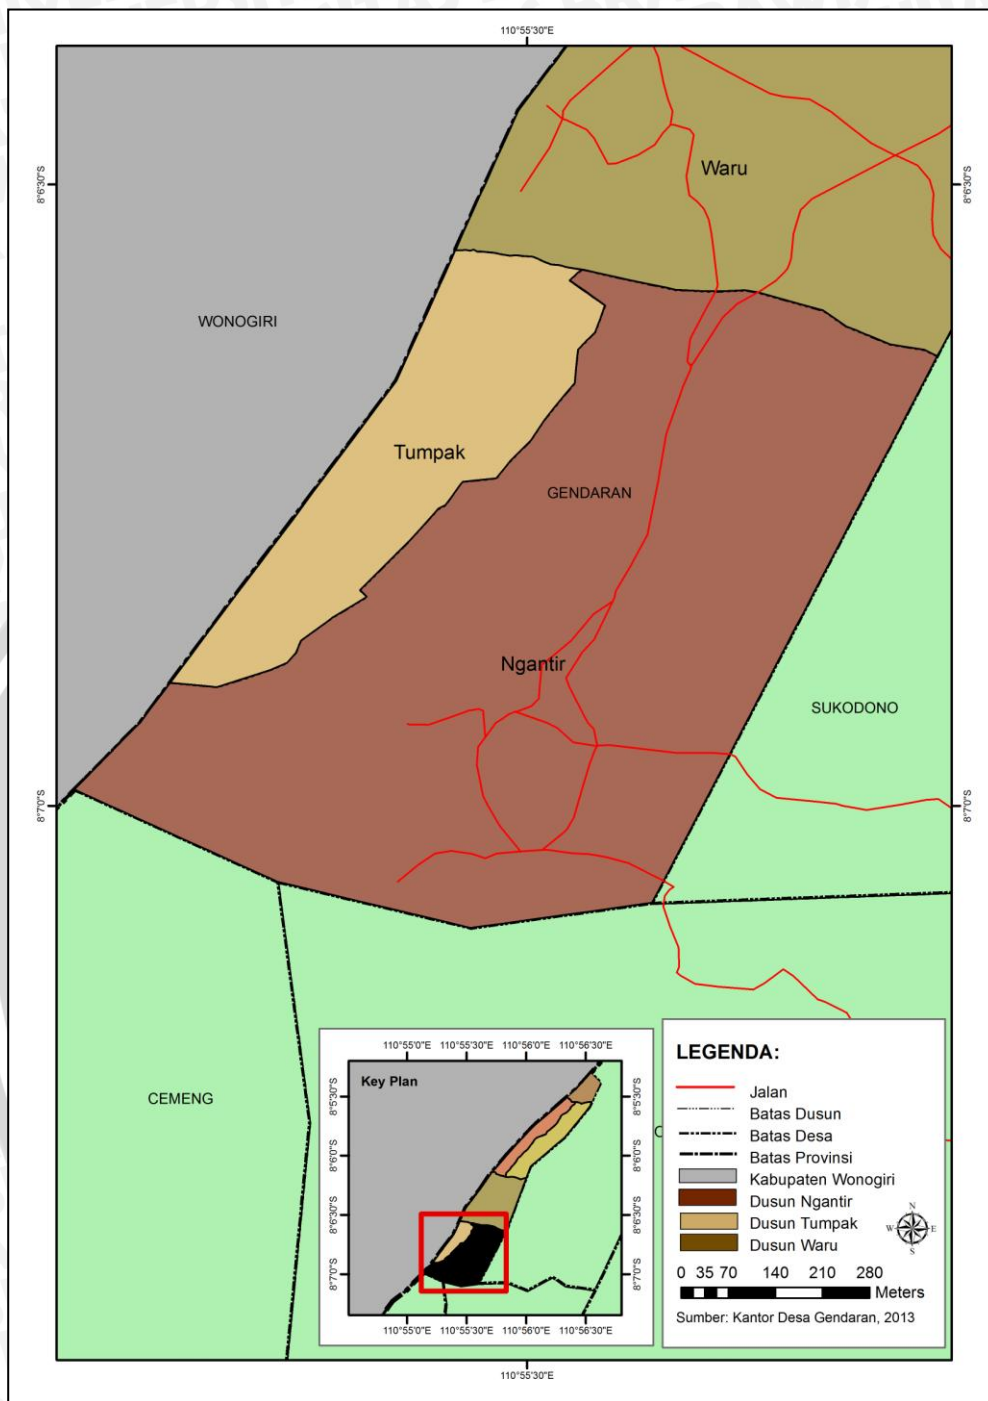 110°55'30"E
8°6'30"S
8°6'30"S
Waru
WONOGIRI
Tumpak
GENDARAN
Ngantir
SUKODONO
8°7'0"S
8°7'0"S
CEMENG
110°55'0"E 110°55'30"E 110°56'0"E 110°56'30"E
Key Plan
8°5'30"S
8°5'30"S
8°6'0"S
8°6'0"S
8°6'30"S
8°6'30"S
8°7'0"S
8°7'0"S
110°55'0"E 110°55'30"E 110°56'0"E 110°56'30"E
LEGENDA:
Jalan
Batas Dusun
Batas Desa
Batas Provinsi
Kabupaten Wonogiri
Dusun Ngantir
Dusun Tumpak
Dusun Waru
N
W E
S
0 35 70 140 210 280
Meters
Sumber: Kantor Desa Gendaran, 2013
110°55'30"E